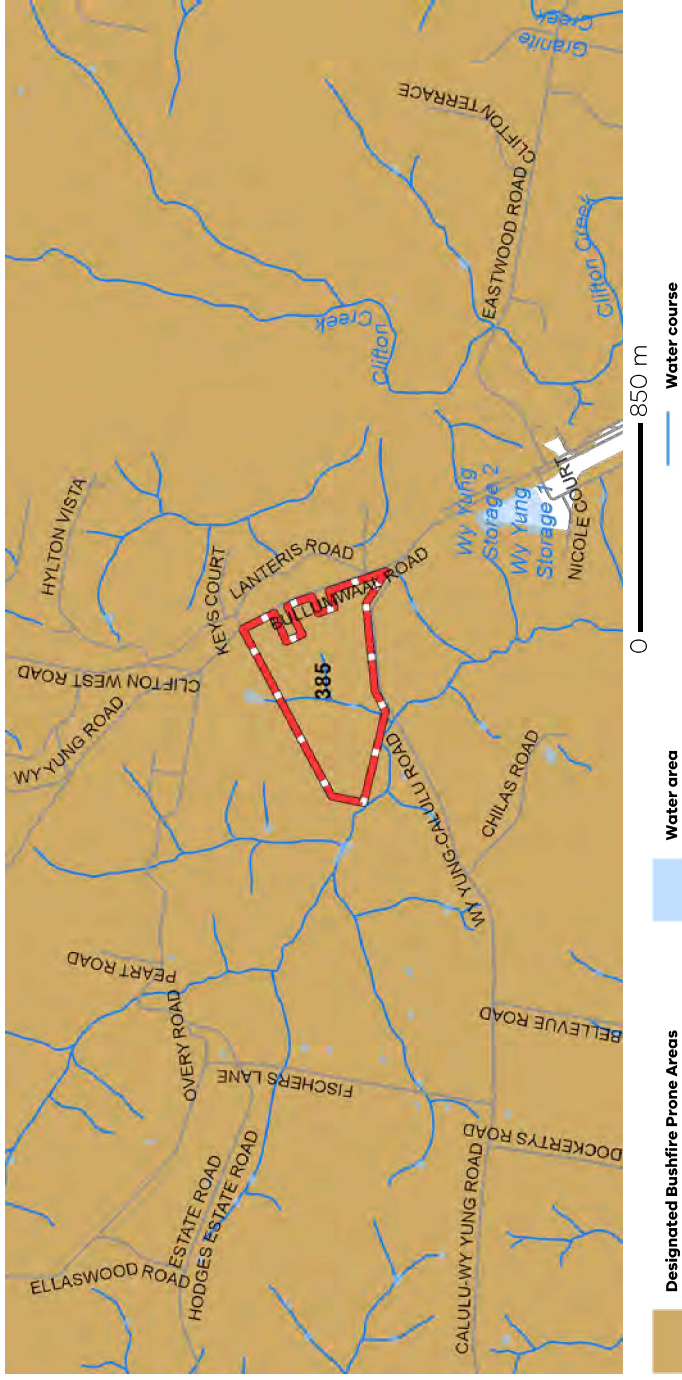 Creek
Granite
CLIFTON TERRACE
EASTWOOD ROAD
Clifton Creek
Creek
Clifton
HYLTON VISTA
LANTERIS ROAD
KEYS COURT
BULLUMWAAL ROAD
Wy Yung
Storage 2
Wy Yung
Storage 1
NICOLE COURT
CLIFTON WEST ROAD
WY YUNG ROAD
385
WY YUNG-CALULU ROAD
CHILAS ROAD
PEART ROAD
OVERY ROAD
FISCHERS LANE
BELLEVUE ROAD
DOCKERTYS ROAD
ESTATE ROAD
HODGES ESTATE ROAD
ELLASWOOD ROAD
CALULU-WY YUNG ROAD
0 850 m
Designated Bushfire Prone Areas
Water area
Water course